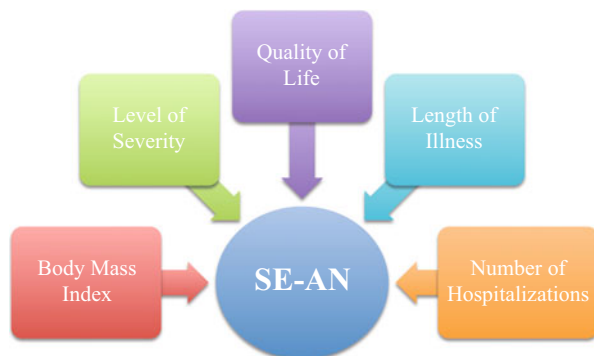 Quality of
Life
Level of
Severity
Length of
Illness
Body Mass
Index
SE-AN
Number of
Hospitalizations